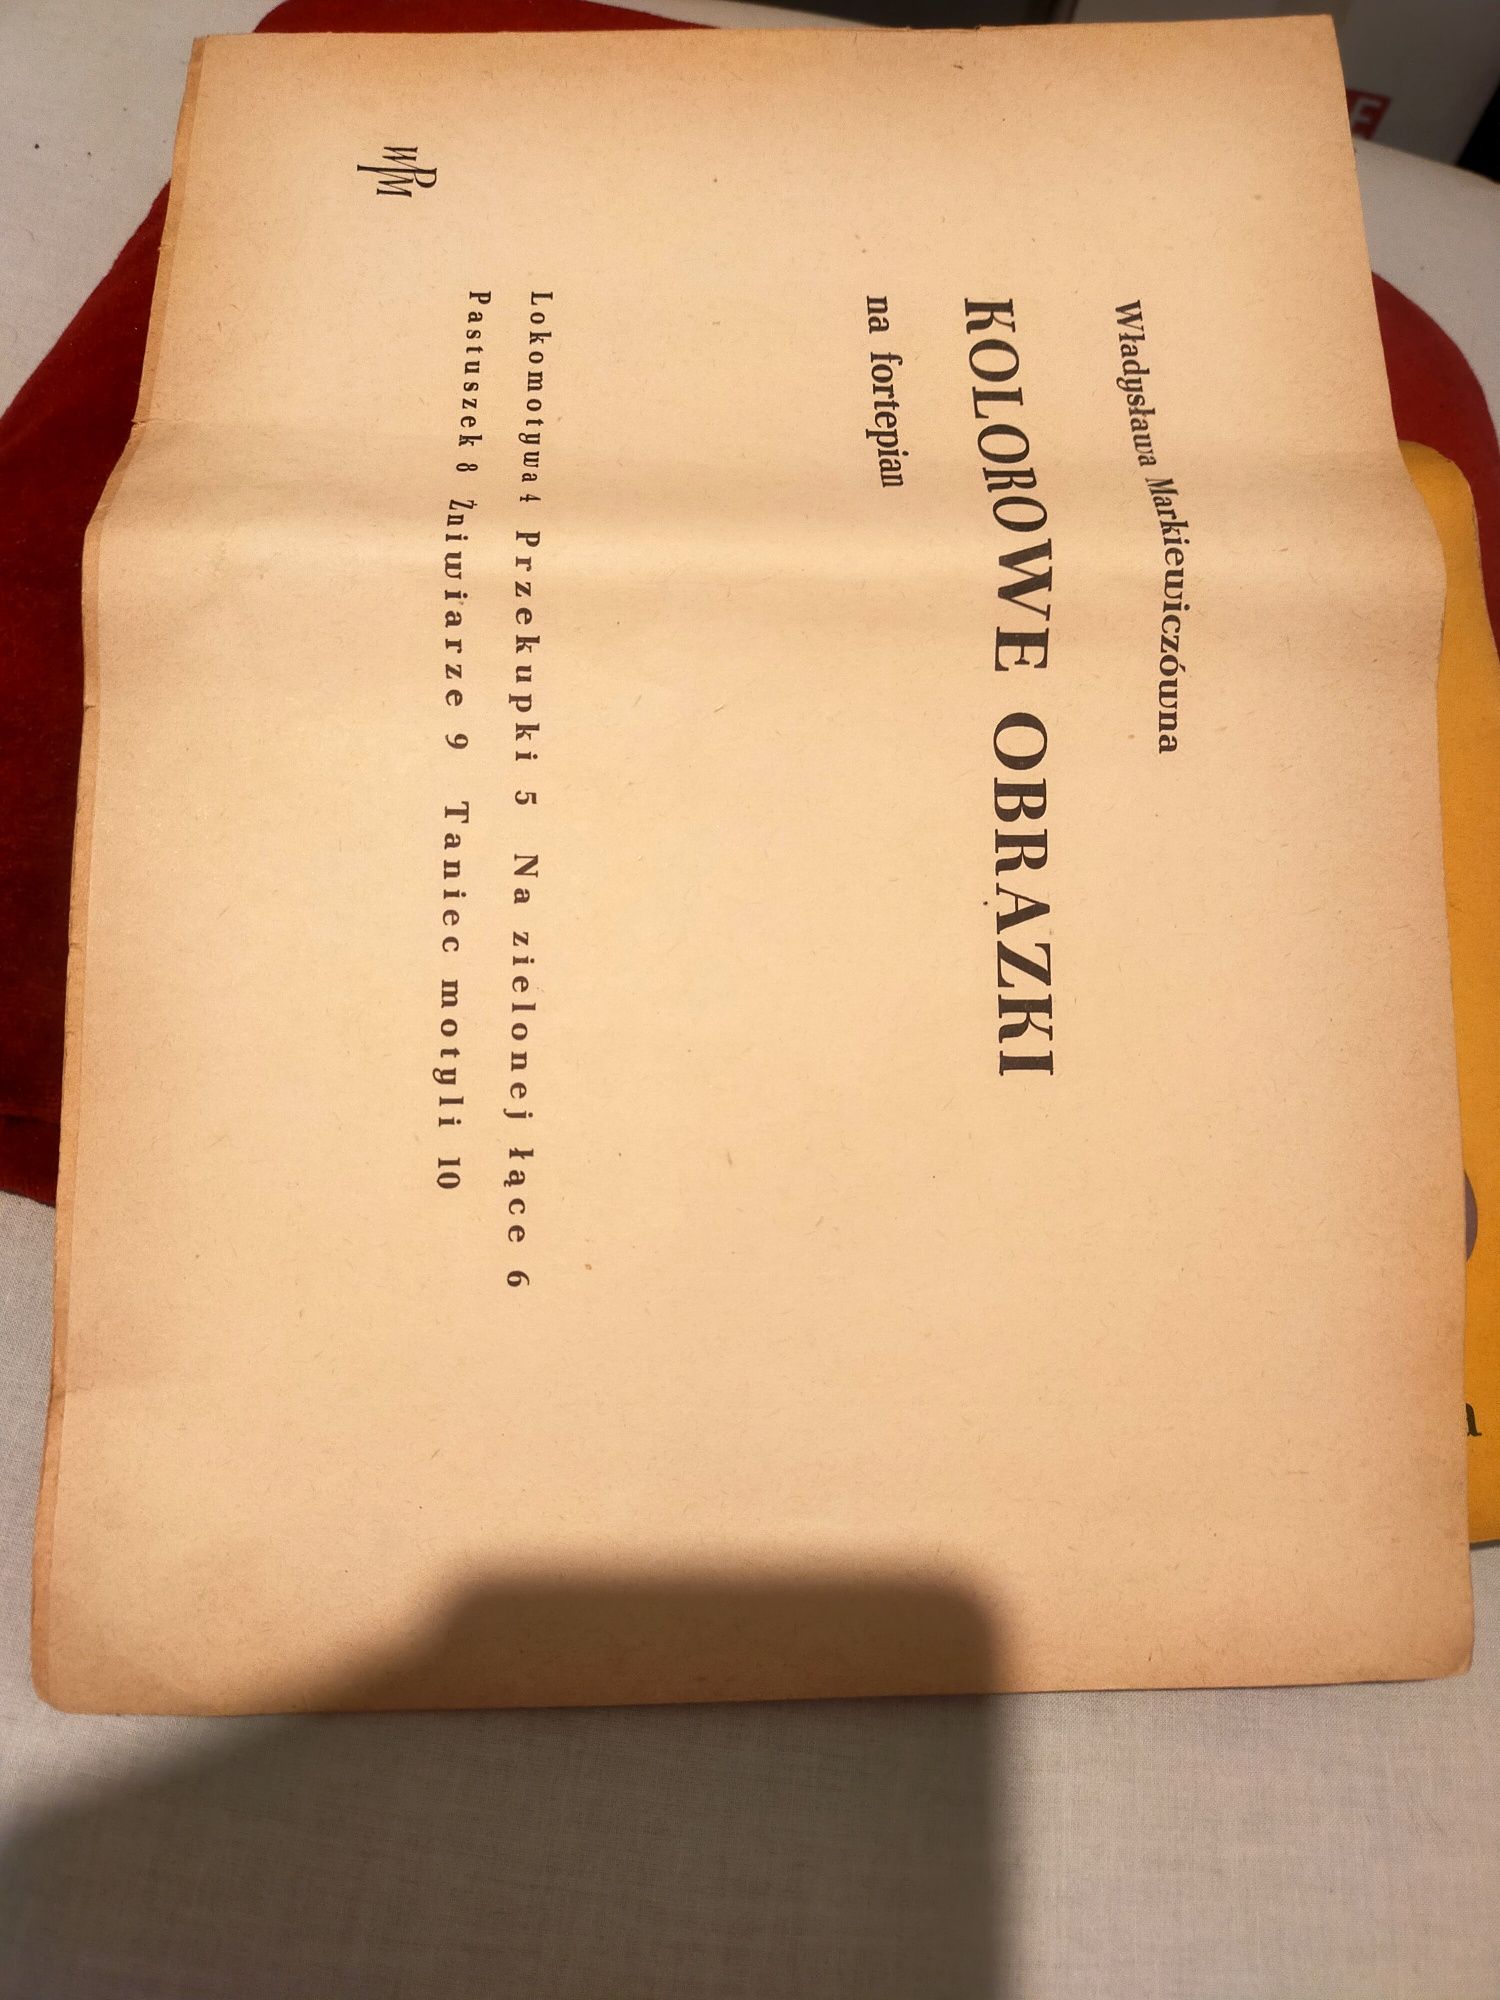 Władysława Markiewiczówna
KOLOROWE OBRAZKI
na fortepian
Lokomotywa 4 Przekupki 5 Na zielonej łące 6
Pastuszek 8 Żniwiarze 9 Taniec motyli 10
WPM